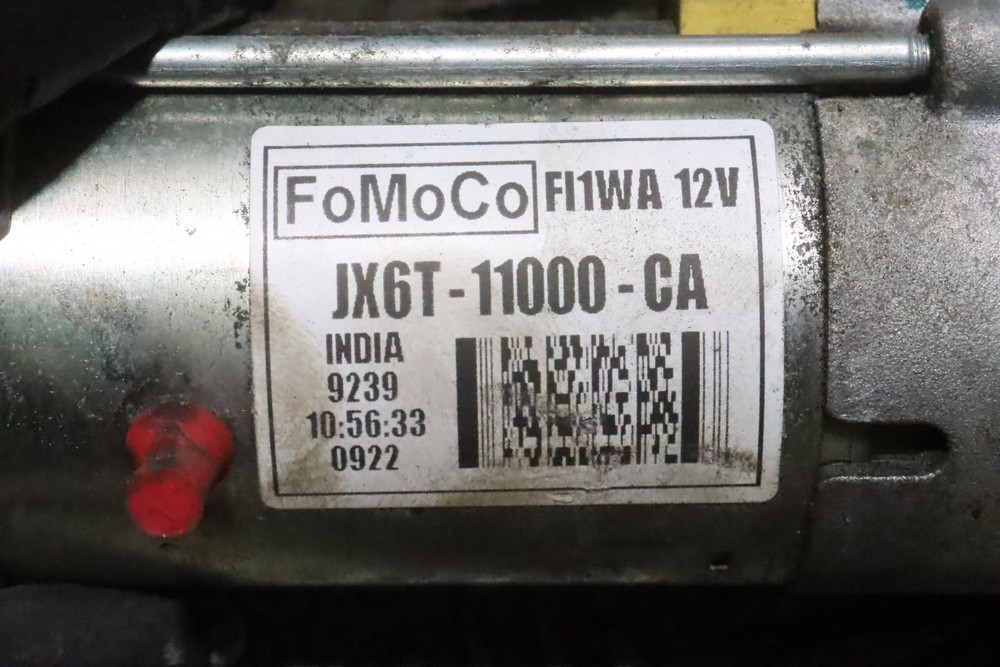 FoMoCo FI1WA 12V
JX6T-11000-CA
INDIA
9239
10:56:33
0922